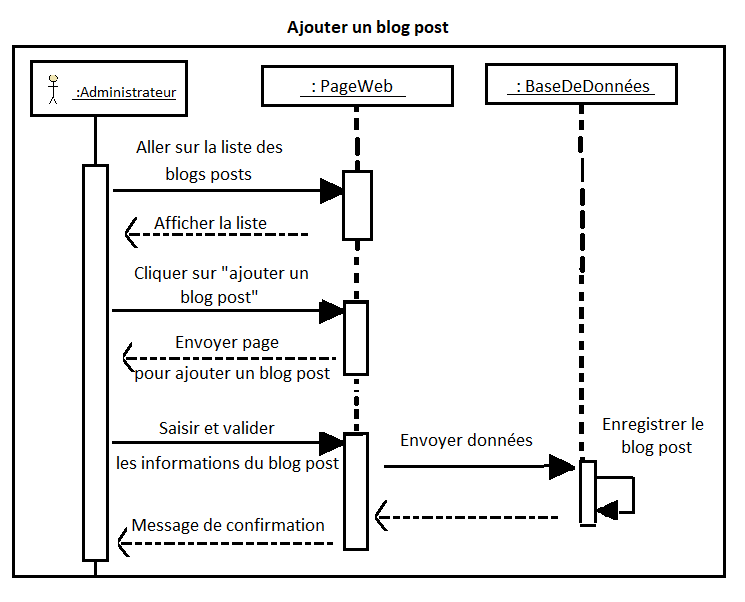 Ajouter un blog post
:Administrateur
: PageWeb
: BaseDeDonnées
Aller sur la liste des
blogs posts
Afficher la liste
Cliquer sur "ajouter un
blog post"
Envoyer page
pour ajouter un blog post
Saisir et valider
les informations du blog post
Envoyer données
Enregistrer le
blog post
Message de confirmation